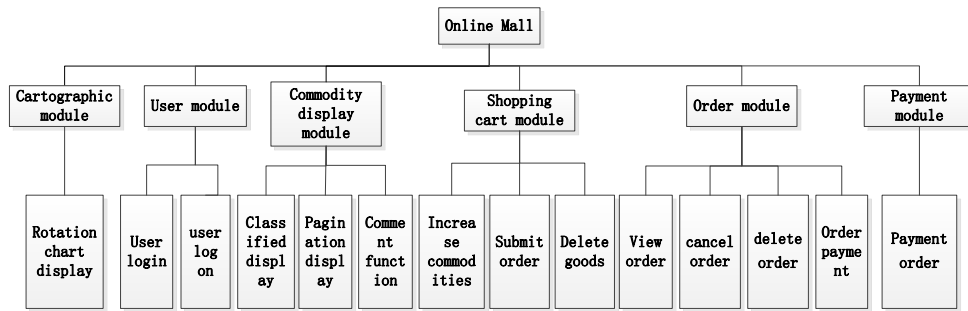 Online Mall
Cartographic
module
User module
Commodity
display
module
Shopping
cart module
Order module
Payment
module
Rotation
chart
display
User
login
user
log
on
Class
ified
displ
ay
Pagin
ation
displ
ay
Comme
nt
funct
ion
Increa
se
commod
ities
Submit
order
Delete
goods
View
order
cancel
order
delete
order
Order
payme
nt
Payment
order